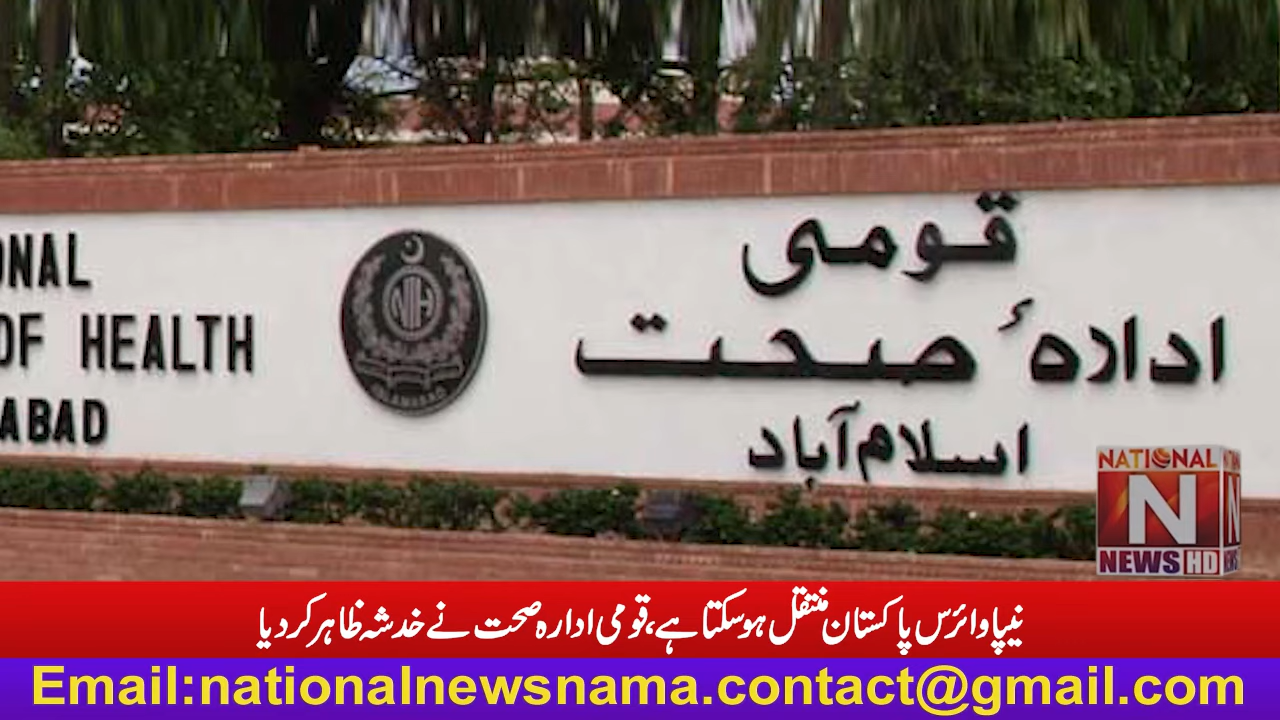 ONAL
OF HEALTH
ABAD
NIH
ISLAMABAD
قومی
ادارۂ صحت
اسلام آباد
NATIONAL
N
NEWS HD
نیپا وائرس پاکستان منتقل ہوسکتا ہے، قومی ادارہ صحت نے خدشہ ظاہر کردیا
Email:nationalnewsnama.contact@gmail.com